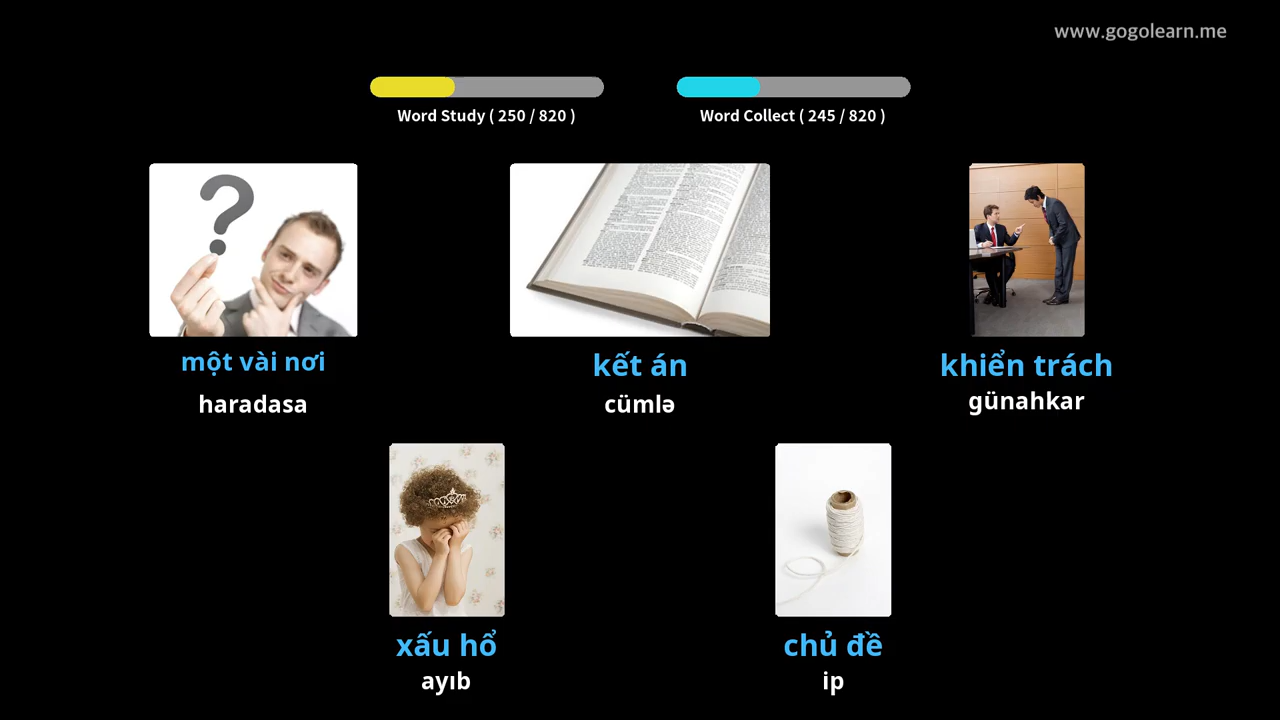 www.gogolearn.me
Word Study ( 250 / 820 )
Word Collect ( 245 / 820 )
một vài nơi
haradasa
kết án
cümlə
khiển trách
günahkar
xấu hổ
ayıb
chủ đề
ip